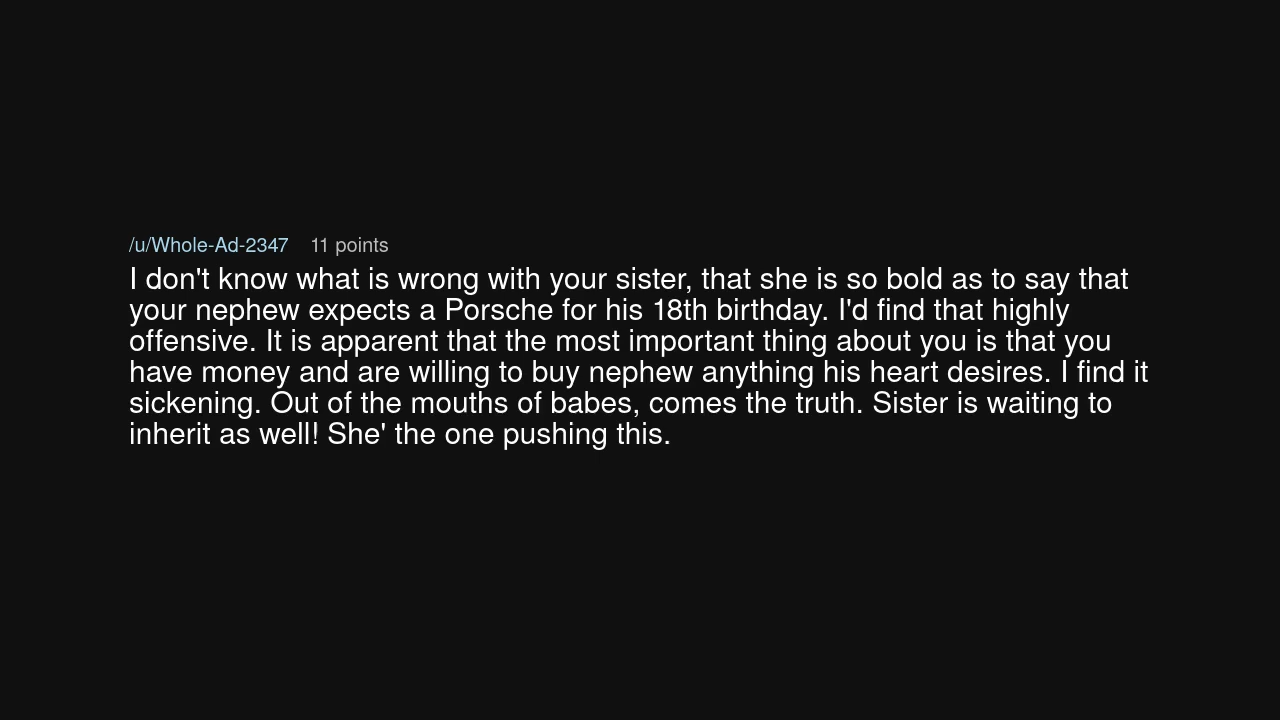 /u/Whole-Ad-2347 11 points
I don't know what is wrong with your sister, that she is so bold as to say that
your nephew expects a Porsche for his 18th birthday. I'd find that highly
offensive. It is apparent that the most important thing about you is that you
have money and are willing to buy nephew anything his heart desires. I find it
sickening. Out of the mouths of babes, comes the truth. Sister is waiting to
inherit as well! She' the one pushing this.